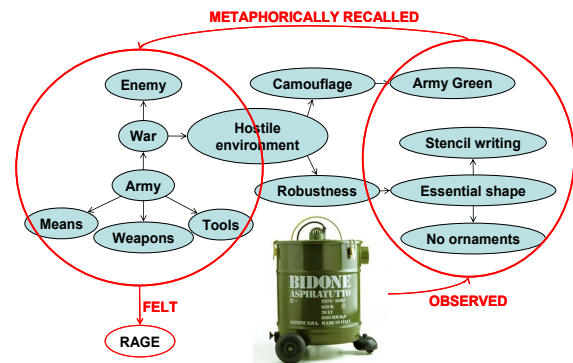 METAPHORICALLY RECALLED
Enemy
Camouflage
Army Green
War
Hostile
environment
Stencil writing
Army
Robustness
Essential shape
Means
Weapons
Tools
No ornaments
BIDONE
ASPIRATUTTO
FELT
OBSERVED
RAGE